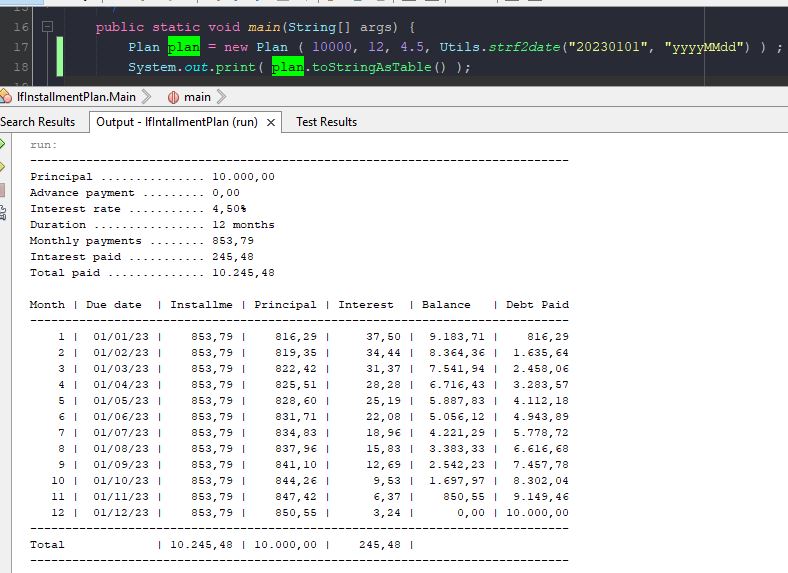 16 public static void main(String[] args) {
17 Plan plan = new Plan ( 10000, 12, 4.5, Utils.strf2date("20230101", "yyyyMMdd") ) ;
18 System.out.print( plan.toStringAsTable() );
lfInstallmentPlan.Main main
Search Results Output - lfIntallmentPlan (run) × Test Results
run:
--------------------------------------------------------------------------------
Principal ............... 10.000,00
Advance payment ......... 0,00
Interest rate ........... 4,50%
Duration ................ 12 months
Monthly payments ........ 853,79
Intarest paid ........... 245,48
Total paid .............. 10.245,48
Month | Due date | Installme | Principal | Interest | Balance | Debt Paid
--------------------------------------------------------------------------------
1 | 01/01/23 | 853,79 | 816,29 | 37,50 | 9.183,71 | 816,29
2 | 01/02/23 | 853,79 | 819,35 | 34,44 | 8.364,36 | 1.635,64
3 | 01/03/23 | 853,79 | 822,42 | 31,37 | 7.541,94 | 2.458,06
4 | 01/04/23 | 853,79 | 825,51 | 28,28 | 6.716,43 | 3.283,57
5 | 01/05/23 | 853,79 | 828,60 | 25,19 | 5.887,83 | 4.112,18
6 | 01/06/23 | 853,79 | 831,71 | 22,08 | 5.056,12 | 4.943,89
7 | 01/07/23 | 853,79 | 834,83 | 18,96 | 4.221,29 | 5.778,72
8 | 01/08/23 | 853,79 | 837,96 | 15,83 | 3.383,33 | 6.616,68
9 | 01/09/23 | 853,79 | 841,10 | 12,69 | 2.542,23 | 7.457,78
10 | 01/10/23 | 853,79 | 844,26 | 9,53 | 1.697,97 | 8.302,04
11 | 01/11/23 | 853,79 | 847,42 | 6,37 | 850,55 | 9.149,46
12 | 01/12/23 | 853,79 | 850,55 | 3,24 | 0,00 | 10.000,00
--------------------------------------------------------------------------------
Total | 10.245,48 | 10.000,00 | 245,48 |
--------------------------------------------------------------------------------